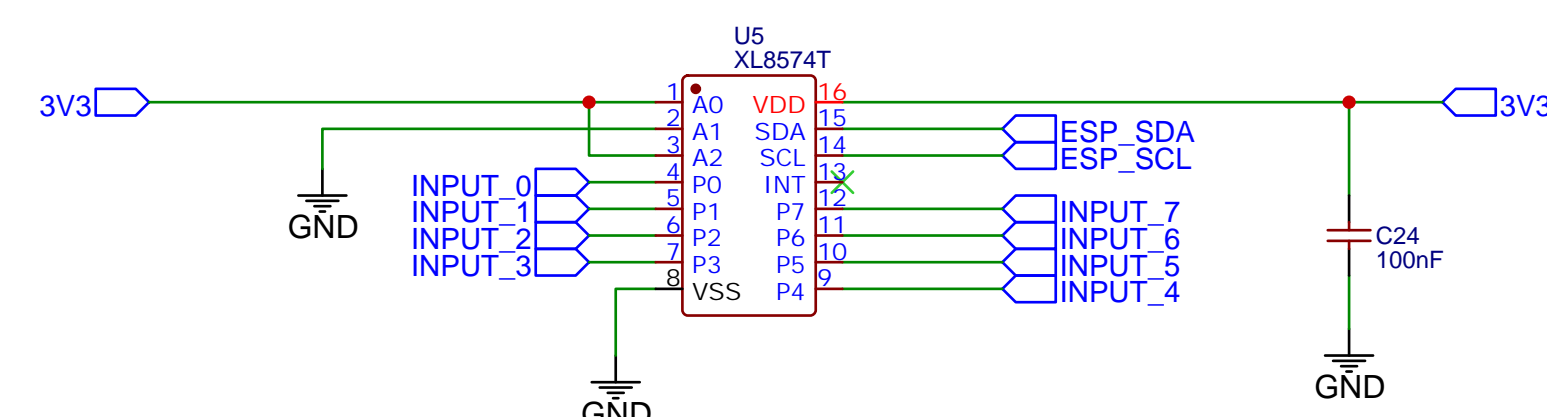 U5
XL8574T
3V3
1 A0 VDD 16
3V3
2 A1 SDA 15
ESP_SDA
3 A2 SCL 14
ESP_SCL
INPUT_0
4 P0 INT 13
INPUT_1
5 P1 P7 12
INPUT_7
INPUT_2
6 P2 P6 11
INPUT_6
INPUT_3
7 P3 P5 10
INPUT_5
8 VSS P4 9
INPUT_4
GND
C24
100nF
GND
GND